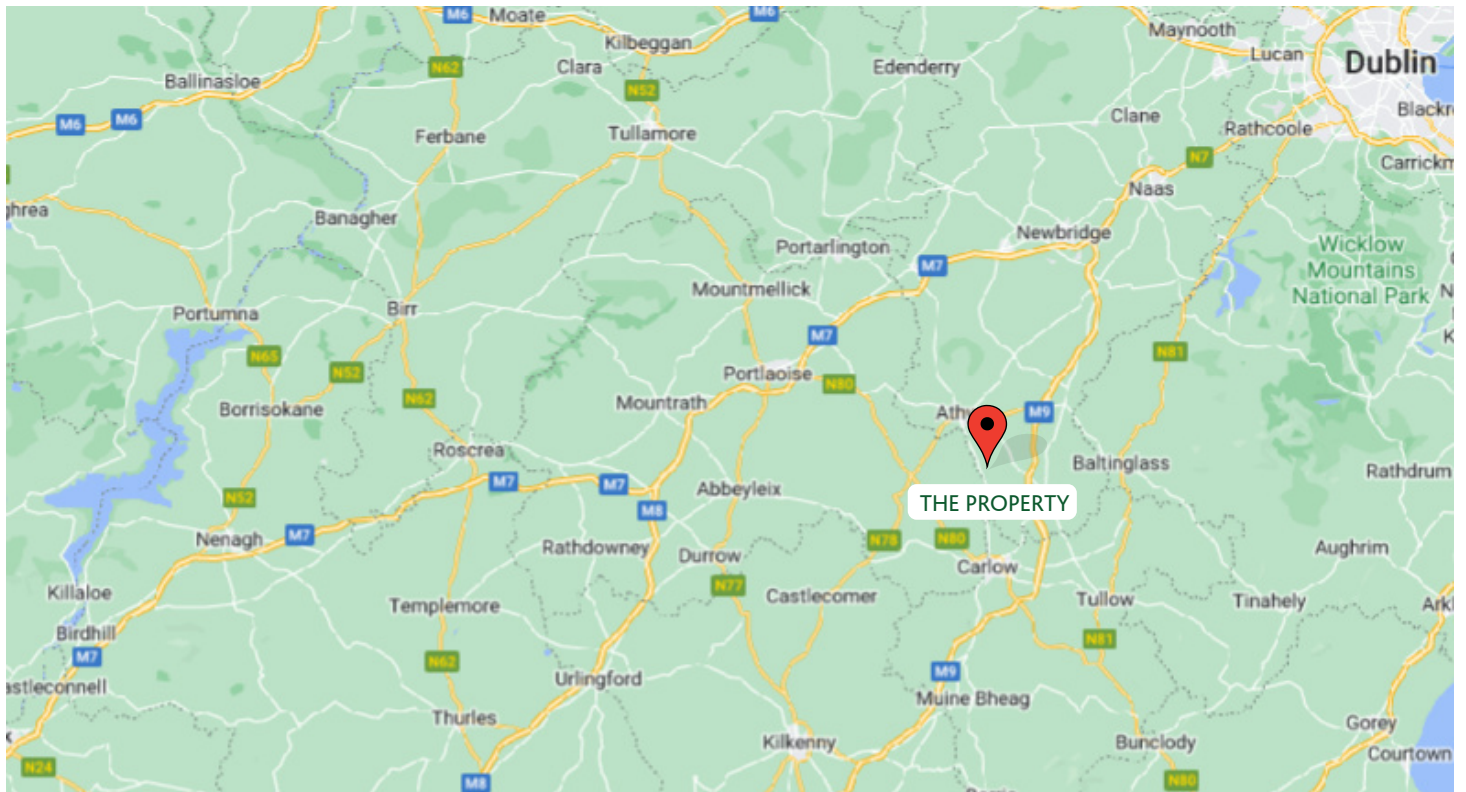 M6
Moate
M6
Maynooth
Kilbeggan
Lucan
Dublin
Ballinasloe
N62
Clara
Edenderry
N52
M6
M6
Clane
Blackr
Ferbane
Tullamore
Rathcoole
N7
Carrickm
Naas
ghrea
Banagher
Newbridge
Portarlington
Wicklow
Mountains
National Park
M7
Mountmellick
Portumna
Birr
M7
N65
N81
N52
Portlaoise
N80
N62
Mountrath
Borrisokane
Athy
M9
Roscrea
Baltinglass
Rathdrum
M7
M7
Abbeyleix
N52
THE PROPERTY
M8
Nenagh
M7
N78
N80
Rathdowney
Durrow
Aughrim
Carlow
Killaloe
N77
Castlecomer
Templemore
Tullow
Tinahely
Ark
Birdhill
N81
M7
N62
M9
astleconnell
Urlingford
Muine Bheag
Thurles
Gorey
Kilkenny
Bunclody
Courtown
N24
M8
N80